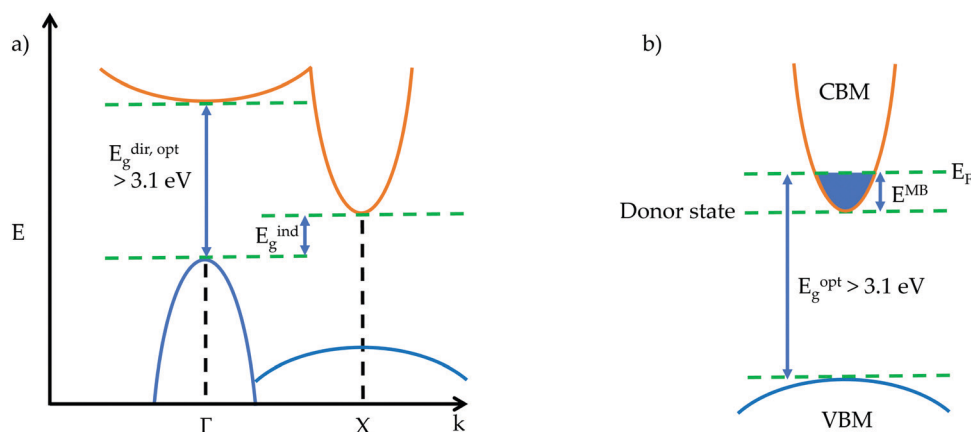 a)
E
E_g^dir, opt
> 3.1 eV
E_g^ind
Γ
X
k
b)
CBM
E_F
E^MB
Donor state
E_g^opt > 3.1 eV
VBM